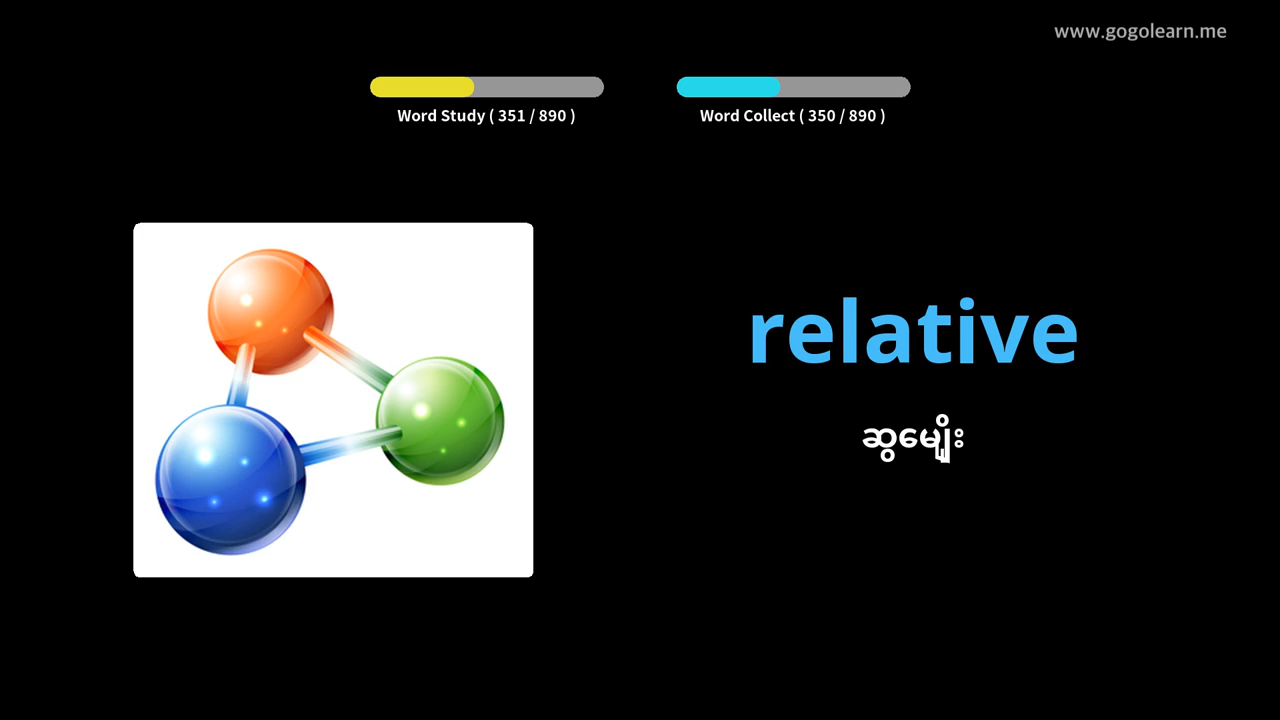 www.gogolearn.me
Word Study ( 351 / 890 )
Word Collect ( 350 / 890 )
relative
ဆွေမျိုး